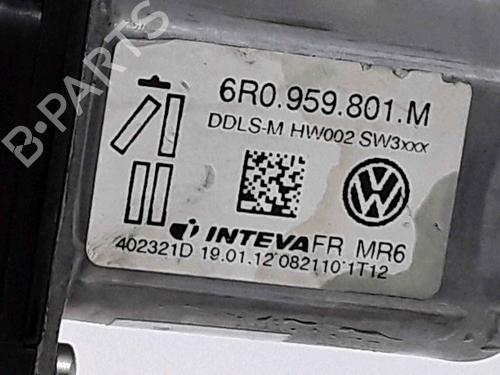 6R0.959.801.M
DDLS-M HW002 SW3xxx
INTEVA FR MR6
402321D 19.01.12 082110 1T12
B-PARTS